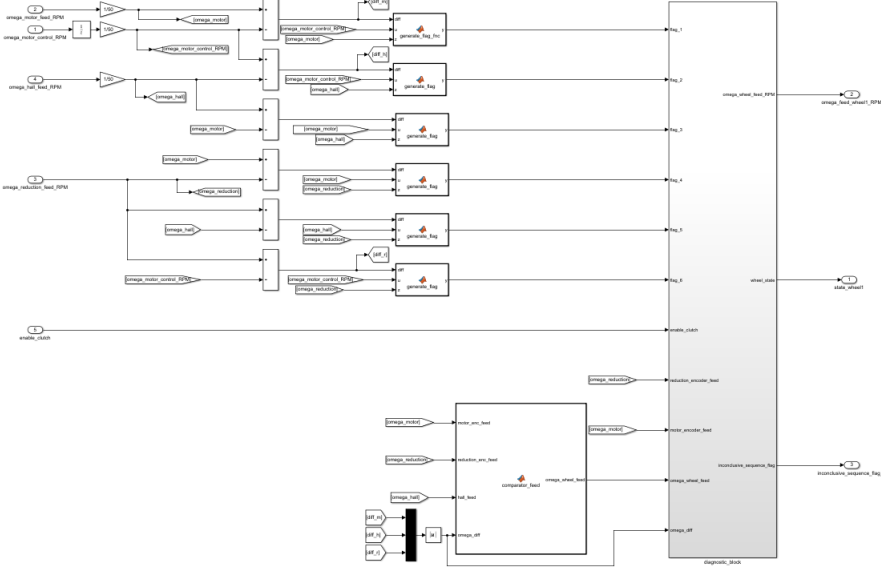 [diff_m]
2
omega_motor_feed_RPM
1/50
[omega_motor]
diff
[omega_motor_control_RPM]
u
y
[omega_motor]
z
generate_flag_hc
flag_1
1
omega_motor_control_RPM
1/50
[omega_motor_control_RPM]
[diff_h]
diff
[omega_motor_control_RPM]
u
y
[omega_hall]
generate_flag
flag_2
4
omega_hall_feed_RPM
1/50
[omega_hall]
omega_wheel_feed_RPM
2
omega_feed_wheel1_RPM
[omega_motor]
diff
[omega_motor]
u
y
[omega_hall]
z
generate_flag
flag_3
[omega_motor]
diff
[omega_motor]
u
y
[omega_reduction]
z
generate_flag
flag_4
3
omega_reduction_feed_RPM
[omega_reduction]
[omega_hall]
diff
[omega_hall]
u
y
[omega_reduction]
z
generate_flag
flag_5
[diff_r]
[omega_motor_control_RPM]
diff
[omega_motor_control_RPM]
u
y
[omega_reduction]
z
generate_flag
flag_6
wheel_state
1
state_wheel1
5
enable_clutch
enable_clutch
[omega_reduction]
reduction_encoder_feed
[omega_motor]
motor_enc_feed
[omega_motor]
motor_encoder_feed
[omega_reduction]
reduction_enc_feed
inconclusive_sequence_flag
3
inconclusive_sequence_flag
comparator_feed
omega_wheel_feed
omega_wheel_feed
[omega_hall]
hall_feed
[diff_m]
[diff_h]
[diff_r]
|u|
omega_diff
omega_diff
diagnostic_block